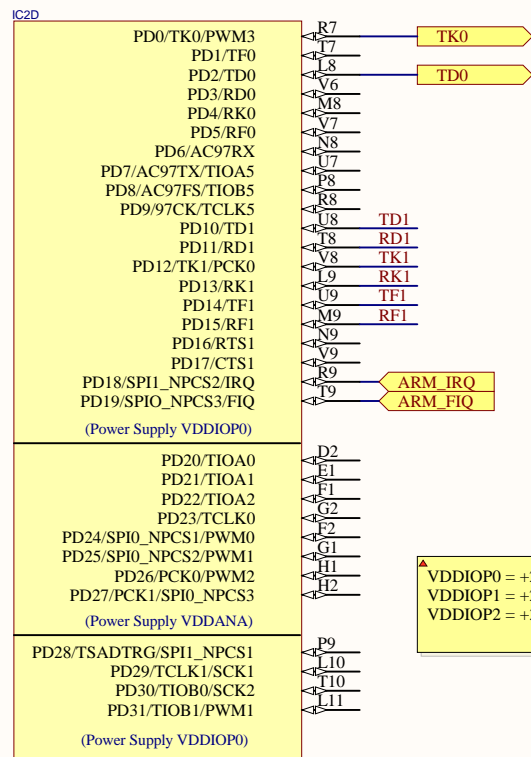 IC2D
PD0/TK0/PWM3 R7 TK0
PD1/TF0 T7
PD2/TD0 L8 TD0
PD3/RD0 V6
PD4/RK0 M8
PD5/RF0 V7
PD6/AC97RX N8
PD7/AC97TX/TIOA5 U7
PD8/AC97FS/TIOB5 P8
PD9/97CK/TCLK5 R8
PD10/TD1 U8 TD1
PD11/RD1 T8 RD1
PD12/TK1/PCK0 V8 TK1
PD13/RK1 L9 RK1
PD14/TF1 U9 TF1
PD15/RF1 M9 RF1
PD16/RTS1 N9
PD17/CTS1 V9
PD18/SPI1_NPCS2/IRQ R9 ARM_IRQ
PD19/SPIO_NPCS3/FIQ T9 ARM_FIQ
(Power Supply VDDIOP0)
PD20/TIOA0 D2
PD21/TIOA1 E1
PD22/TIOA2 F1
PD23/TCLK0 G2
PD24/SPI0_NPCS1/PWM0 F2
PD25/SPI0_NPCS2/PWM1 G1
PD26/PCK0/PWM2 H1
PD27/PCK1/SPI0_NPCS3 H2
(Power Supply VDDANA)
VDDIOP0 =
VDDIOP1 =
VDDIOP2 =
PD28/TSADTRG/SPI1_NPCS1 P9
PD29/TCLK1/SCK1 L10
PD30/TIOB0/SCK2 T10
PD31/TIOB1/PWM1 L11
(Power Supply VDDIOP0)